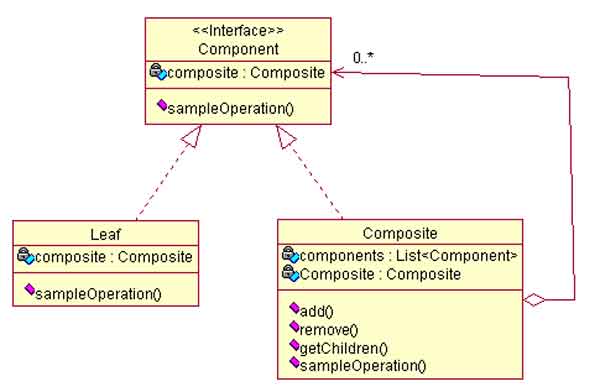 <<Interface>>
Component
composite : Composite
sampleOperation()
0..*
Leaf
composite : Composite
sampleOperation()
Composite
components : List<Component>
Composite : Composite
add()
remove()
getChildren()
sampleOperation()